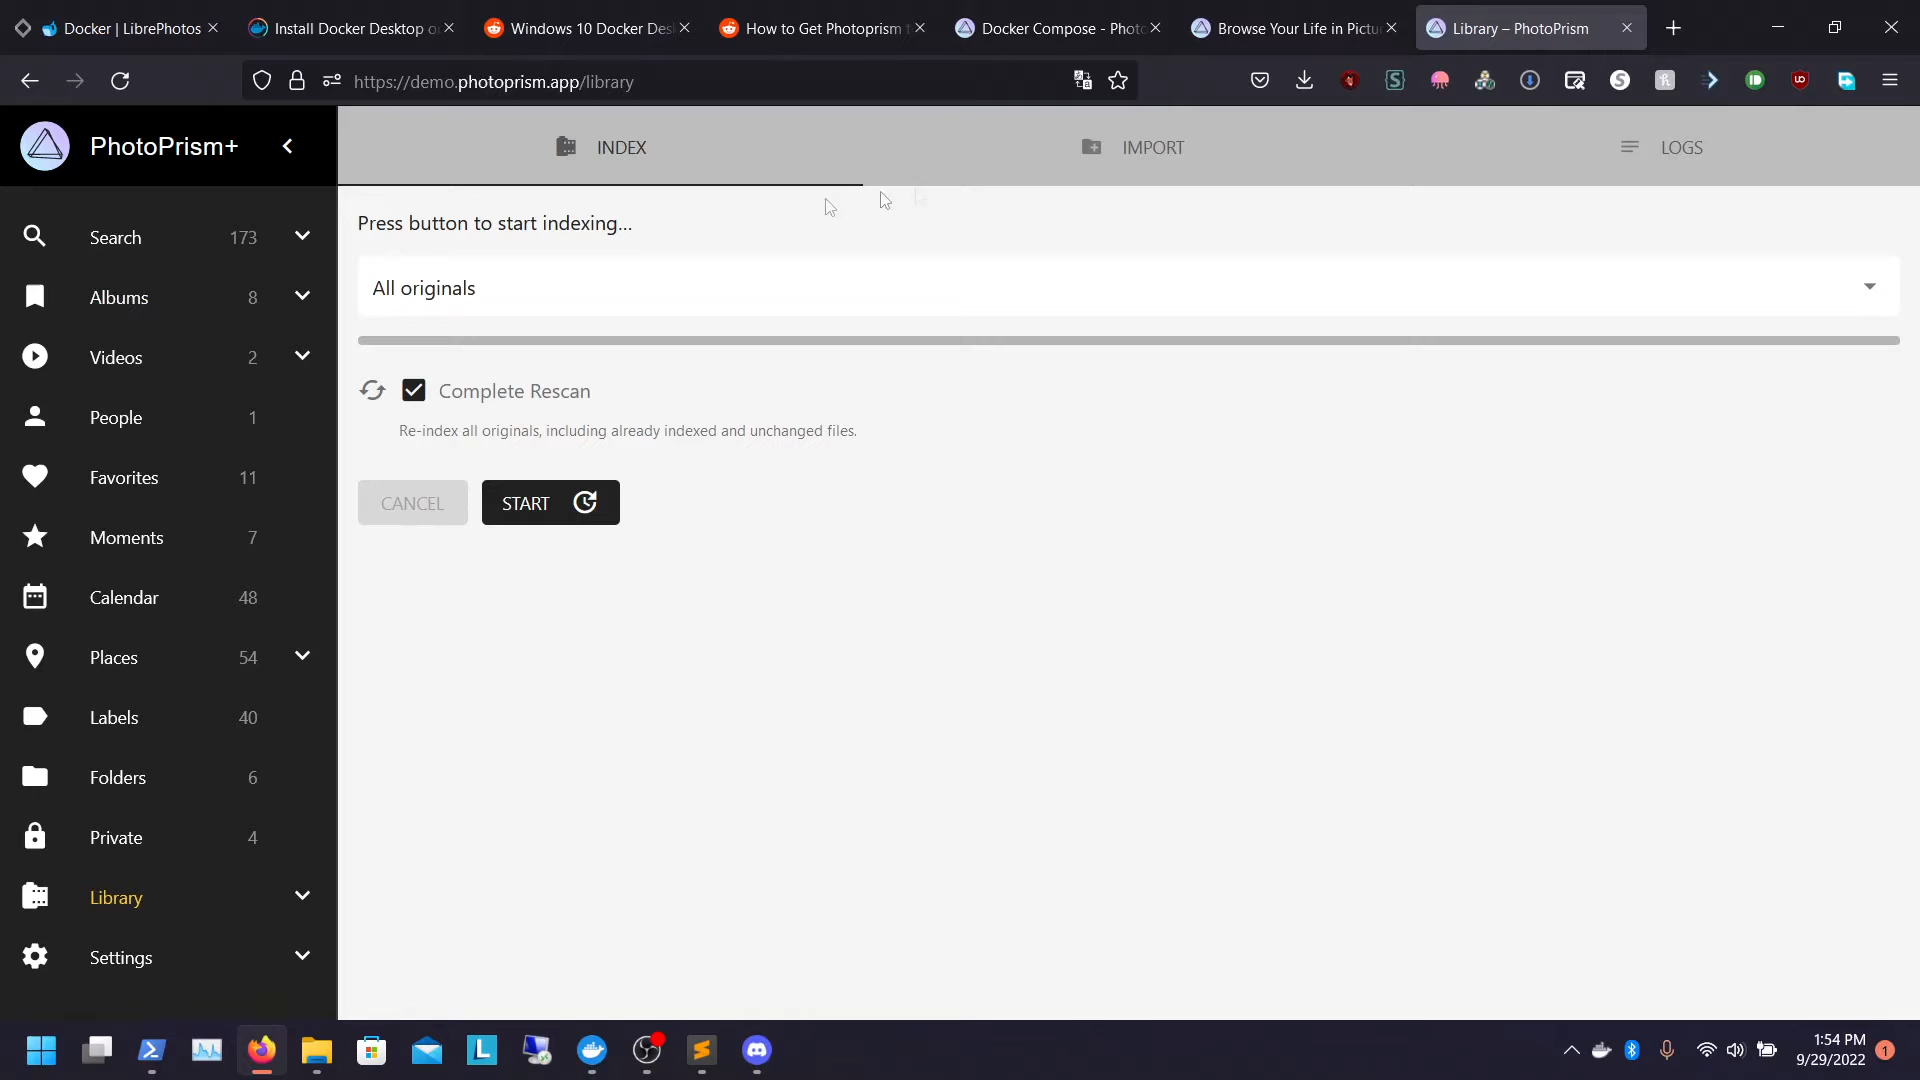 Docker | LibrePhotos
Install Docker Desktop o
Windows 10 Docker Des
How to Get Photoprism
Docker Compose - Photo
Browse Your Life in Pictu
Library – PhotoPrism
https://demo.photoprism.app/library
PhotoPrism+
INDEX
IMPORT
LOGS
Search 173
Albums 8
Videos 2
People 1
Favorites 11
Moments 7
Calendar 48
Places 54
Labels 40
Folders 6
Private 4
Library
Settings
Press button to start indexing...
All originals
Complete Rescan
Re-index all originals, including already indexed and unchanged files.
CANCEL
START
1:54 PM
9/29/2022
1